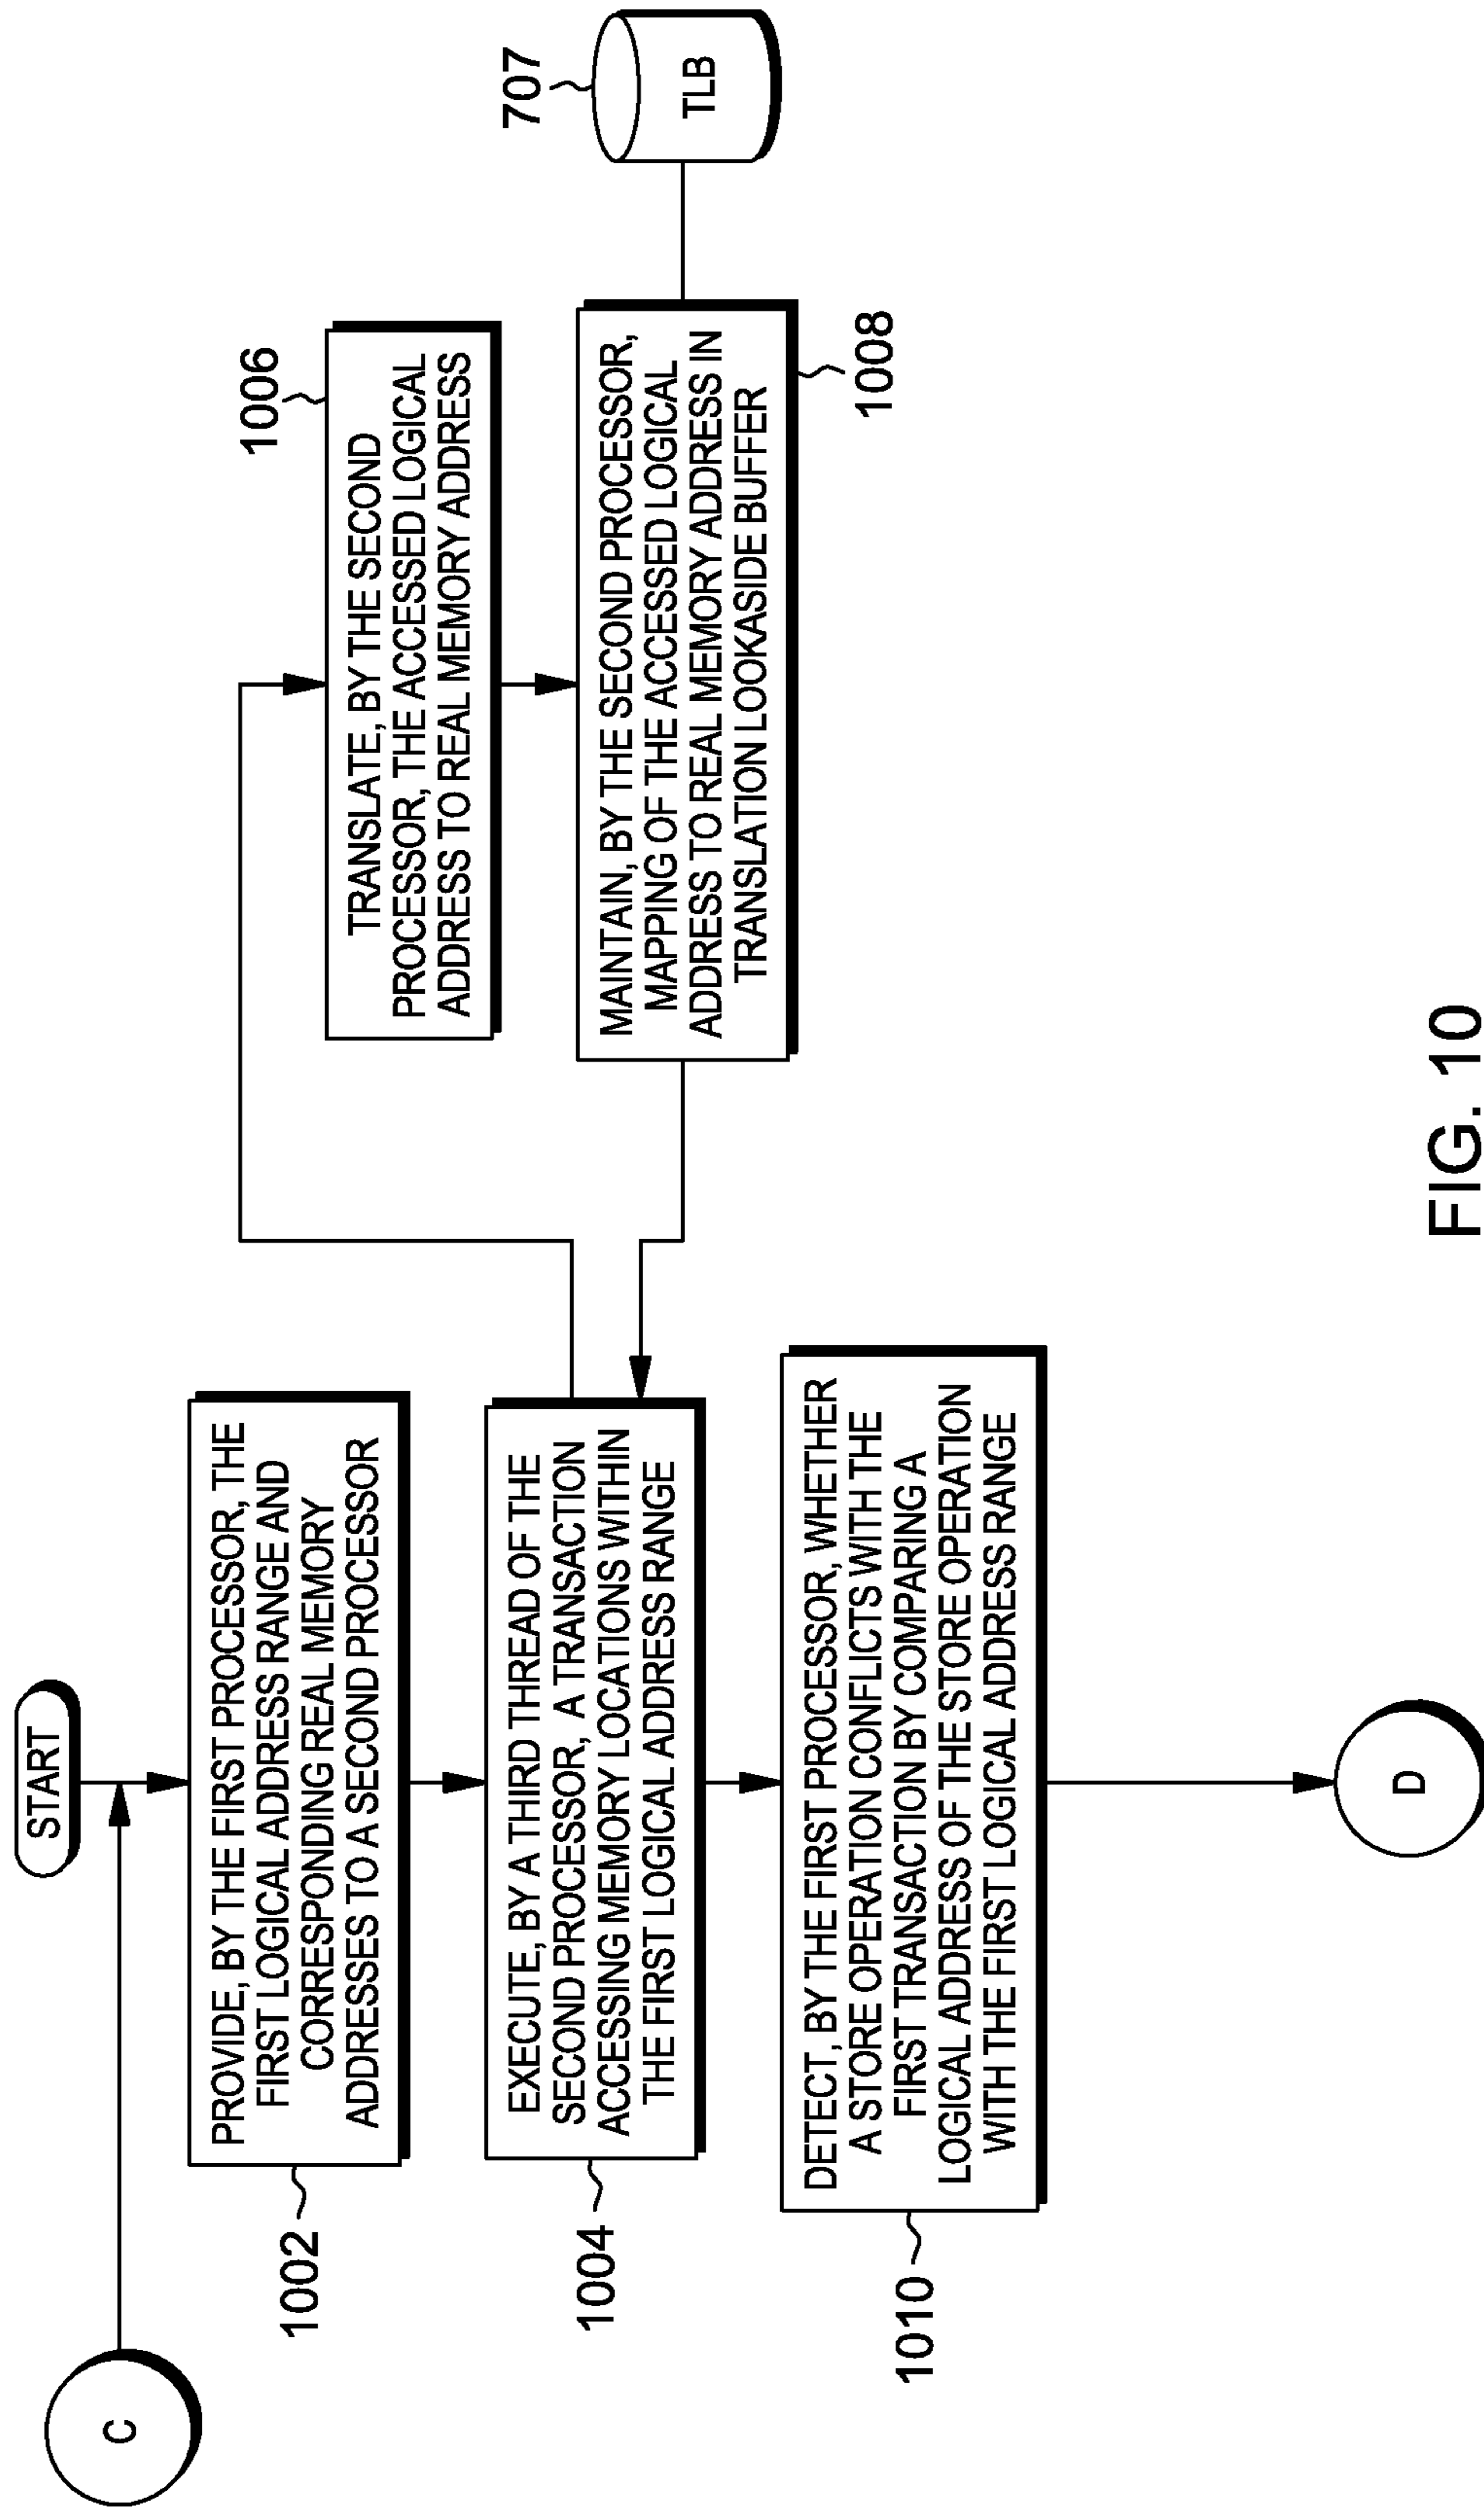 C
START
1002
PROVIDE, BY THE FIRST PROCESSOR, THE
FIRST LOGICAL ADDRESS RANGE AND
CORRESPONDING REAL MEMORY
ADDRESSES TO A SECOND PROCESSOR
1004
EXECUTE, BY A THIRD THREAD OF THE
SECOND PROCESSOR, A TRANSACTION
ACCESSING MEMORY LOCATIONS WITHIN
THE FIRST LOGICAL ADDRESS RANGE
1006
TRANSLATE, BY THE SECOND
PROCESSOR, THE ACCESSED LOGICAL
ADDRESS TO REAL MEMORY ADDRESS
MAINTAIN, BY THE SECOND PROCESSOR,
MAPPING OF THE ACCESSED LOGICAL
ADDRESS TO REAL MEMORY ADDRESS IN
TRANSLATION LOOKASIDE BUFFER
1008
707
TLB
1010
DETECT, BY THE FIRST PROCESSOR, WHETHER
A STORE OPERATION CONFLICTS WITH THE
FIRST TRANSACTION BY COMPARING A
LOGICAL ADDRESS OF THE STORE OPERATION
WITH THE FIRST LOGICAL ADDRESS RANGE
D
FIG. 10